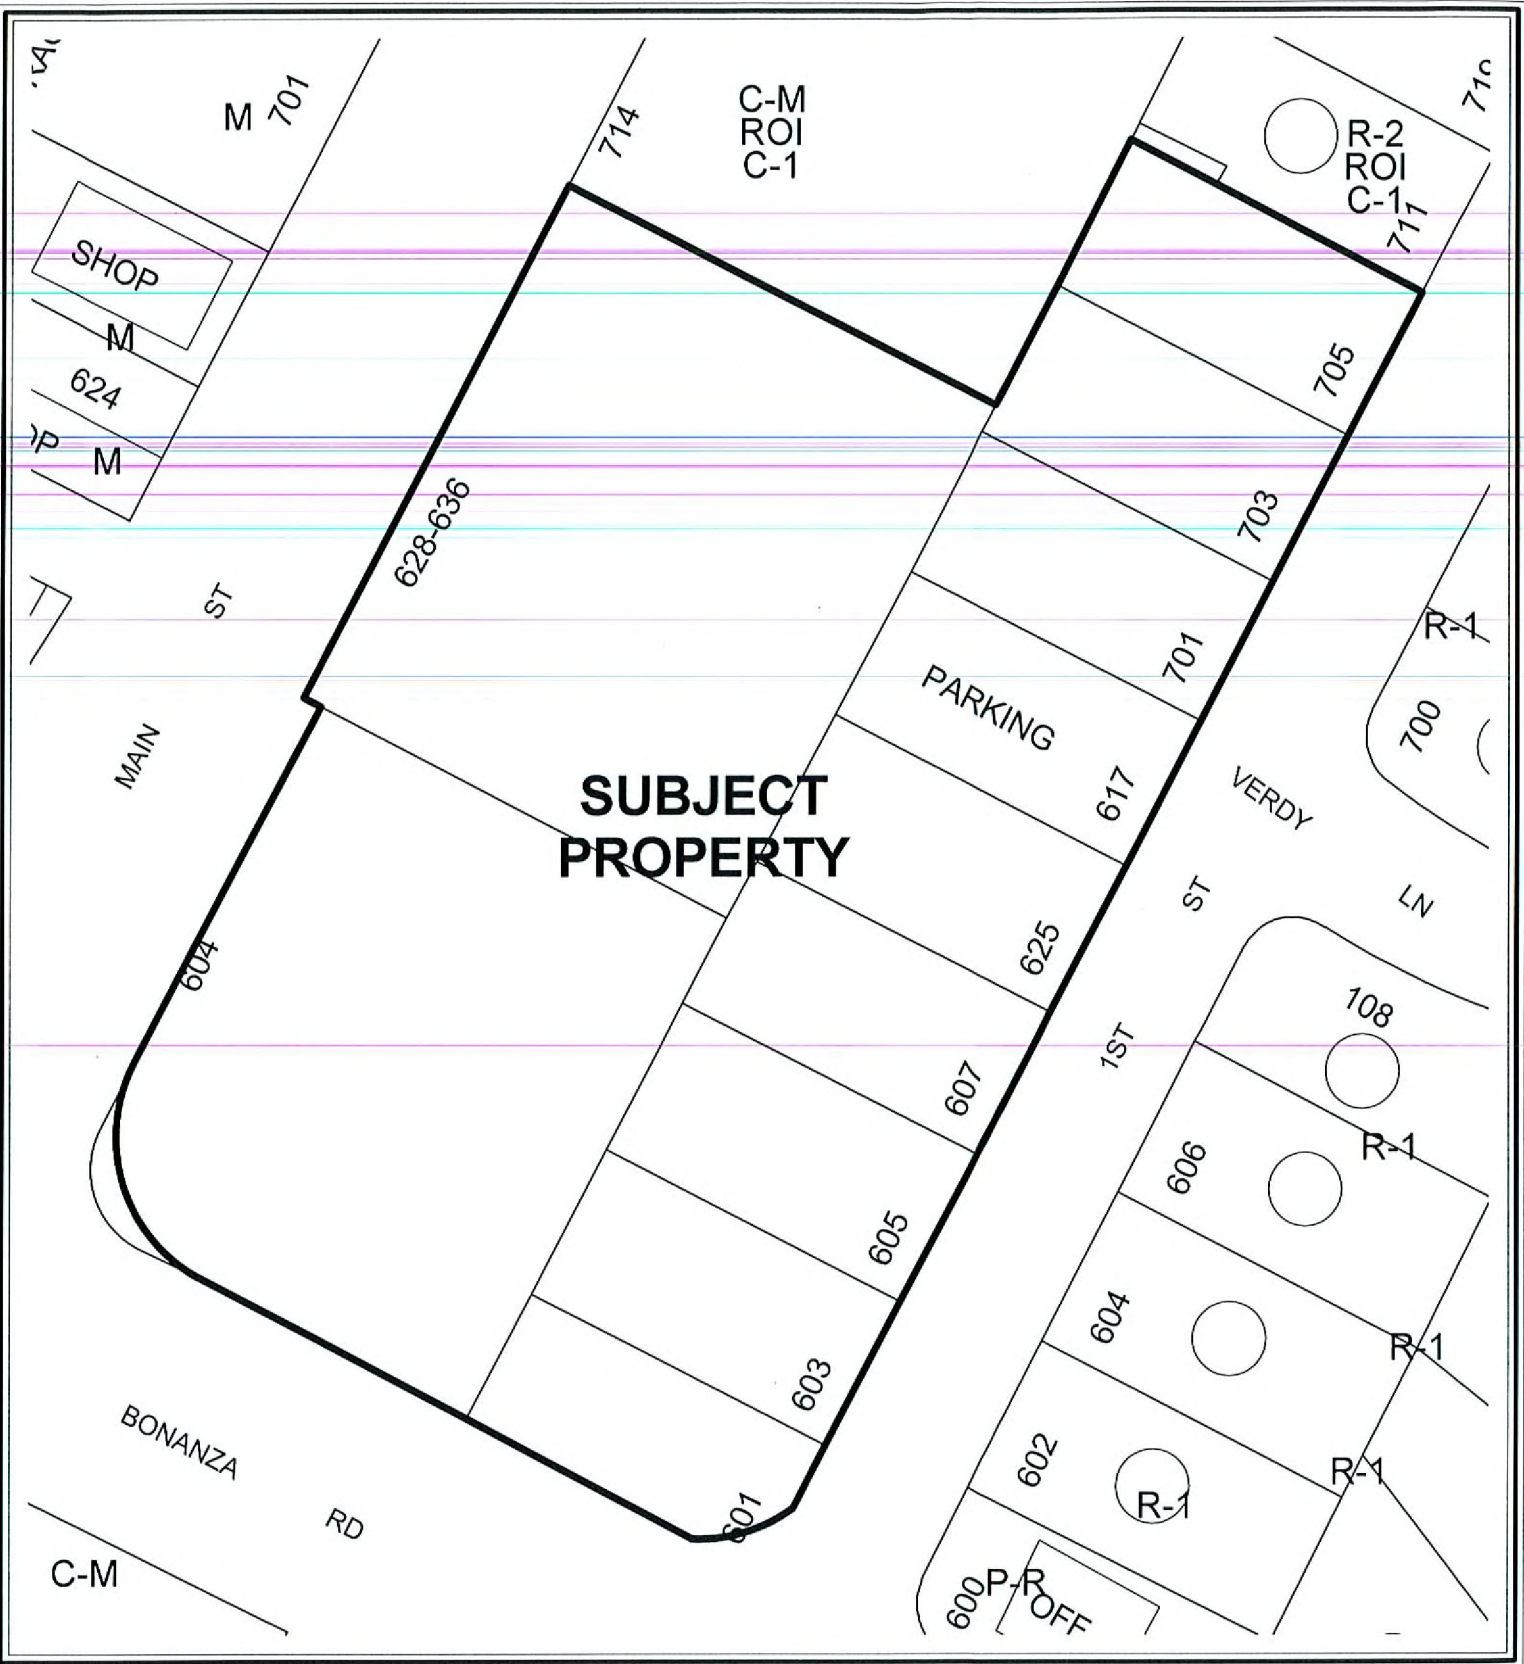 M
701
714
C-M
ROI
C-1
R-2
ROI
C-1
711
SHOP
M
624
M
705
703
701
628-636
ST
MAIN
R-1
700
PARKING
617
VERDY
LN
SUBJECT
PROPERTY
ST
625
604
108
1ST
607
R-1
606
605
604
R-1
603
602
R-1
R-1
601
BONANZA
RD
C-M
600
P-R
OFF